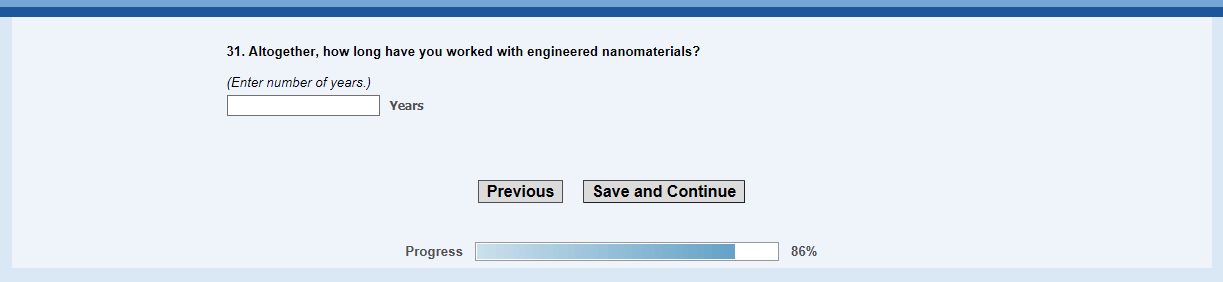 31. Altogether, how long have you worked with engineered nanomaterials?
(Enter number of years.)
Years
Previous Save and Continue
Progress 86%